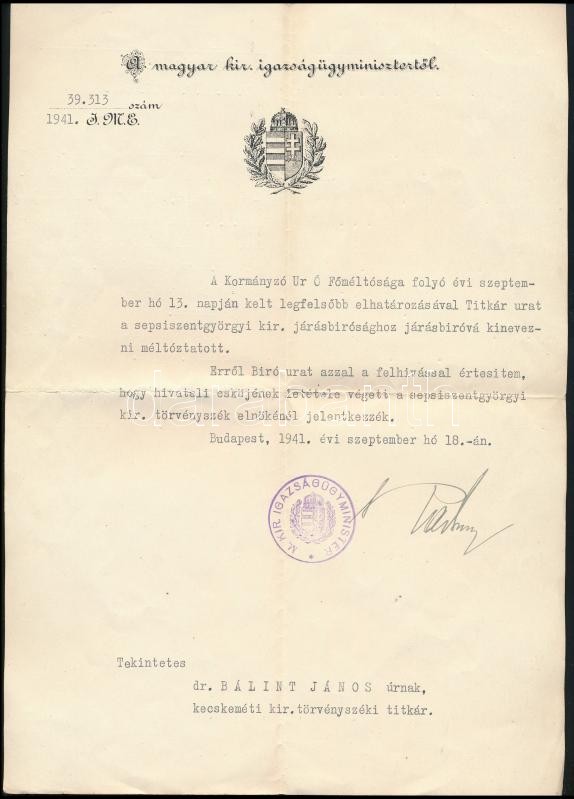 A magyar kir. igazságügyminisztertől.
39.313 szám
1941. I. M. E.
A Kormányzó Ur Ő Főméltósága folyó évi szeptem-
ber hó 13. napján kelt legfelsőbb elhatározásával Titkár urat
a sepsiszentgyörgyi kir. járásbirósághoz járásbiróvá kinevez-
ni méltóztatott.
Erről Biró urat azzal a felhivással értesitem,
hogy hivatali esküjének letétele végett a sepsiszentgyörgyi
kir. törvényszék elnökénél jelentkezzék.
Budapest, 1941. évi szeptember hó 18.-án.
M. KIR. IGAZSÁGÜGYMINISTER
Tekintetes
dr. BÁLINT JÁNOS úrnak,
kecskeméti kir.törvényszéki titkár.